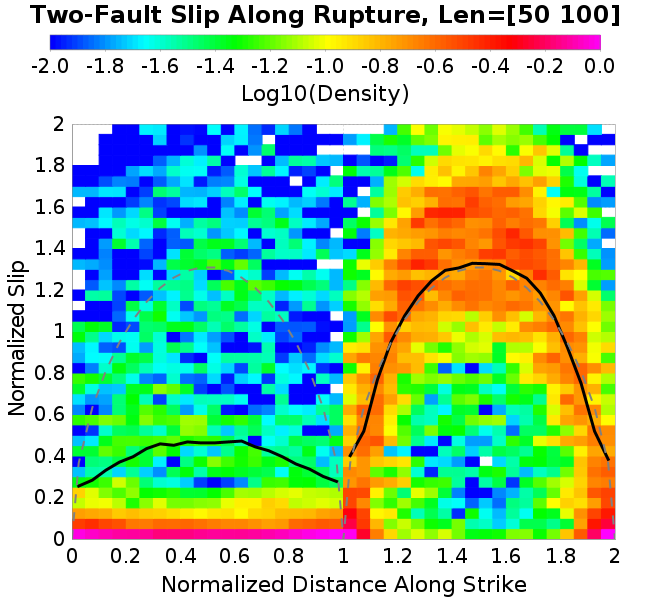 Two-Fault Slip Along Rupture, Len=[50 100]
-2.0 -1.8 -1.6 -1.4 -1.2 -1.0 -0.8 -0.6 -0.4 -0.2 0.0
Log10(Density)
2
1.8
1.6
1.4
1.2
1
0.8
0.6
0.4
0.2
0
Normalized Slip
0 0.2 0.4 0.6 0.8 1 1.2 1.4 1.6 1.8 2
Normalized Distance Along Strike